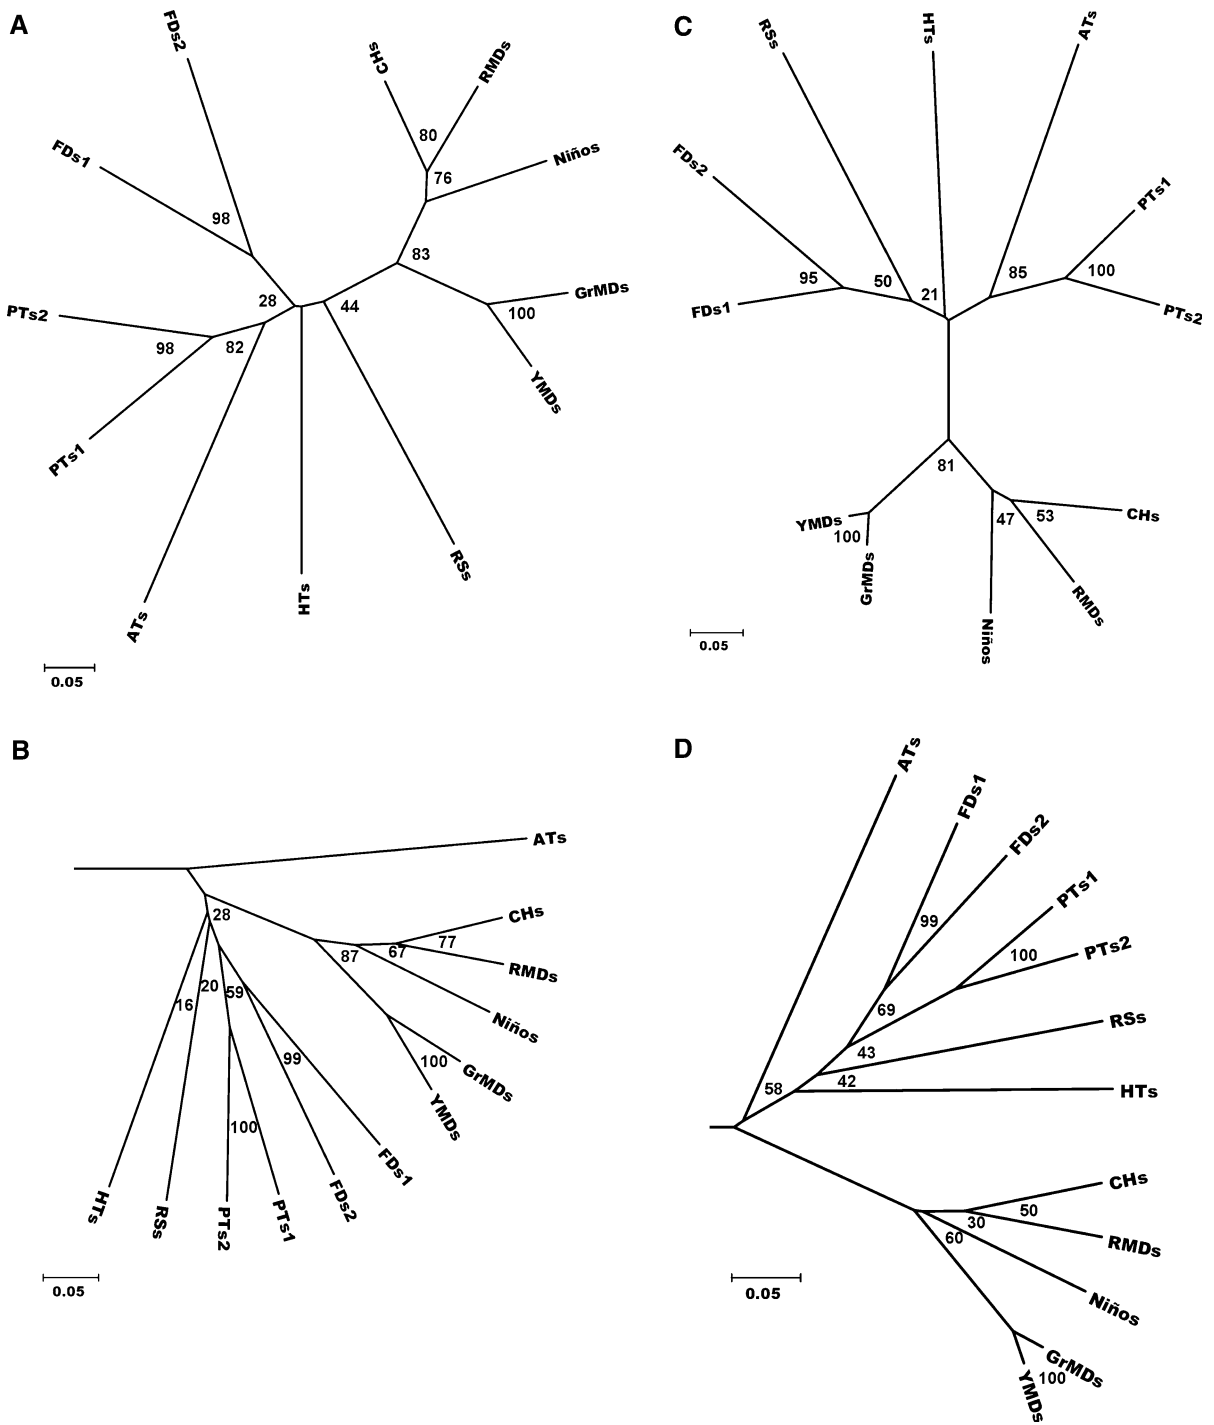 A
FDs2
CHs
RMDs
FDs1
80
Niños
76
98
83
GrMDs
28
44
PTs2
100
98
82
YMDs
PTs1
RSs
HTs
ATs
0.05
C
RSs
HTs
ATs
FDs2
PTs1
95
50
21
85
100
FDs1
PTs2
81
YMDs
100
47
53
CHs
GrMDs
RMDs
Niños
0.05
B
ATs
28
CHs
77
67
87
RMDs
20
59
16
Niños
99
100
GrMDs
YMDs
100
FDs1
HTs
RSs
PTs2
PTs1
FDs2
0.05
D
ATs
FDs1
FDs2
PTs1
99
100
PTs2
69
RSs
43
42
58
HTs
CHs
50
30
60
RMDs
Niños
0.05
GrMDs
100
YMDs